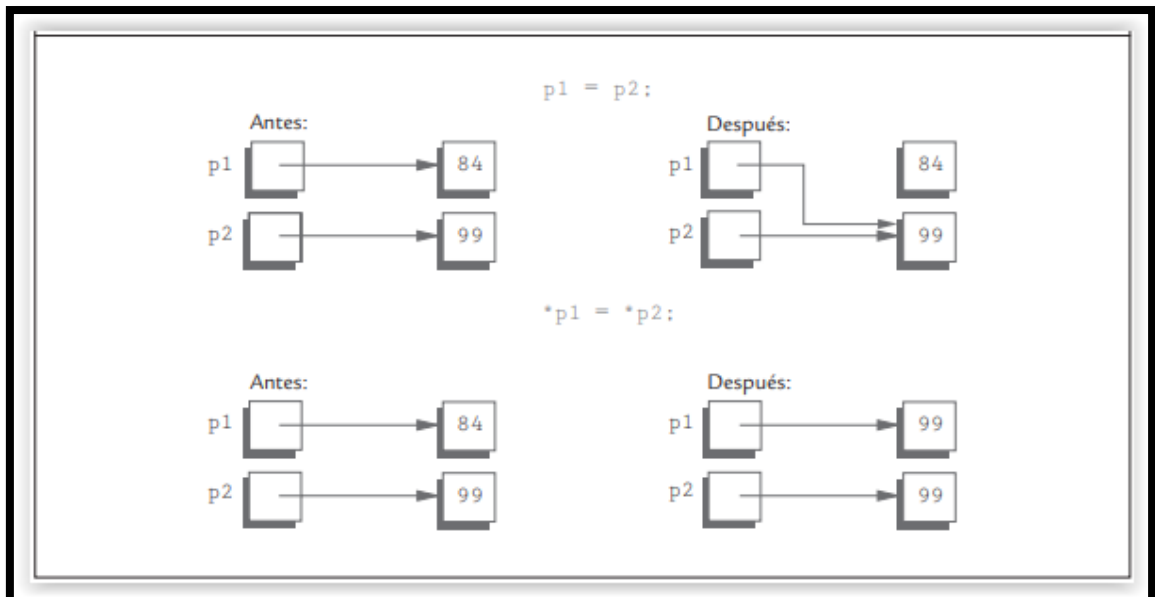 p1 = p2;
Antes: Después:
p1 84 p1 84
p2 99 p2 99
*p1 = *p2;
Antes: Después:
p1 84 p1 99
p2 99 p2 99